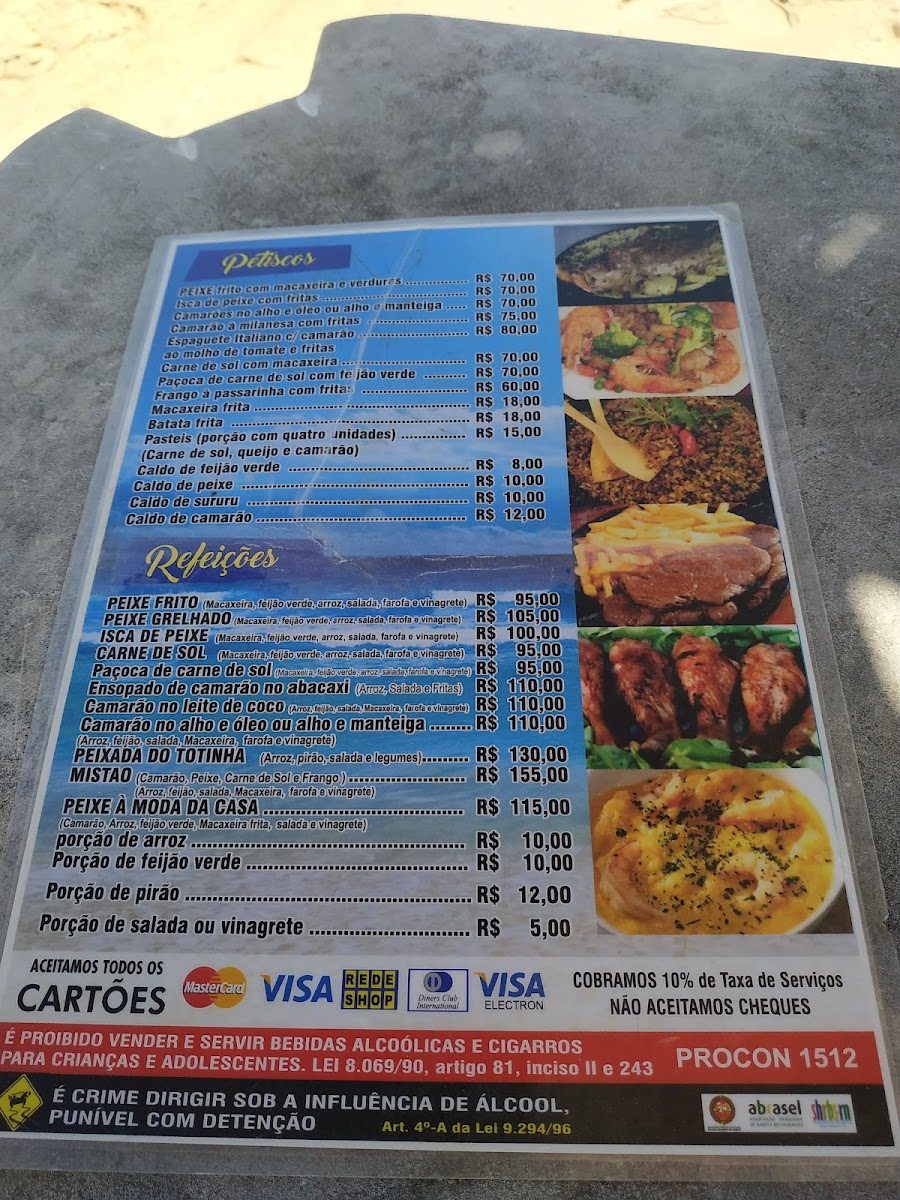 Petiscos
PEIXE frito com macaxeira e verduras ............... R$ 70,00
Isca de peixe com fritas ................................ R$ 70,00
Camarões no alho e óleo ou alho e manteiga ..... R$ 70,00
Camarão à milanesa com fritas ...................... R$ 75,00
Espaguete Italiano c/ camarão ....................... R$ 80,00
ao molho de tomate e fritas
Carne de sol com macaxeira .......................... R$ 70,00
Paçoca de carne de sol com feijão verde ......... R$ 70,00
Frango à passarinha com fritas ...................... R$ 60,00
Macaxeira frita ............................................ R$ 18,00
Batata frita ................................................. R$ 18,00
Pasteis (porção com quatro unidades) ............. R$ 15,00
(Carne de sol, queijo e camarão)
Caldo de feijão verde .................................... R$ 8,00
Caldo de peixe ............................................. R$ 10,00
Caldo de sururu ........................................... R$ 10,00
Caldo de camarão ......................................... R$ 12,00
Refeições
PEIXE FRITO (Macaxeira, feijão verde, arroz, salada, farofa e vinagrete) R$ 95,00
PEIXE GRELHADO (Macaxeira, feijão verde, arroz, salada, farofa e vinagrete) R$ 105,00
ISCA DE PEIXE (Macaxeira, feijão verde, arroz, salada, farofa e vinagrete) R$ 100,00
CARNE DE SOL (Macaxeira, feijão verde, arroz, salada, farofa e vinagrete) R$ 95,00
Paçoca de carne de sol (Macaxeira, feijão verde, arroz, salada, farofa e vinagrete) R$ 95,00
Ensopado de camarão no abacaxi (Arroz, Salada e Fritas) R$ 110,00
Camarão no leite de coco (Arroz, feijão, salada, Macaxeira, farofa e vinagrete) R$ 110,00
Camarão no alho e óleo ou alho e manteiga ........ R$ 110,00
(Arroz, feijão, salada, Macaxeira, farofa e vinagrete)
PEIXADA DO TOTINHA (Arroz, pirão, salada e legumes)......... R$ 130,00
MISTAO (Camarão, Peixe, Carne de Sol e Frango ) ...................... R$ 155,00
(Arroz, feijão, salada, Macaxeira, farofa e vinagrete)
PEIXE À MODA DA CASA ..................................... R$ 115,00
(Camarão, Arroz, feijão verde, Macaxeira frita, salada e vinagrete)
porção de arroz ................................................ R$ 10,00
Porção de feijão verde ...................................... R$ 10,00
Porção de pirão ................................................ R$ 12,00
Porção de salada ou vinagrete ........................... R$ 5,00
ACEITAMOS TODOS OS
CARTÕES
MasterCard
VISA
REDE
SHOP
Diners Club
International
VISA
ELECTRON
COBRAMOS 10% de Taxa de Serviços
NÃO ACEITAMOS CHEQUES
É PROIBIDO VENDER E SERVIR BEBIDAS ALCOÓLICAS E CIGARROS
PARA CRIANÇAS E ADOLESCENTES. LEI 8.069/90, artigo 81, inciso II e 243
PROCON 1512
É CRIME DIRIGIR SOB A INFLUÊNCIA DE ÁLCOOL,
PUNÍVEL COM DETENÇÃO
Art. 4º-A da Lei 9.294/96
abrasel
shrbsrn